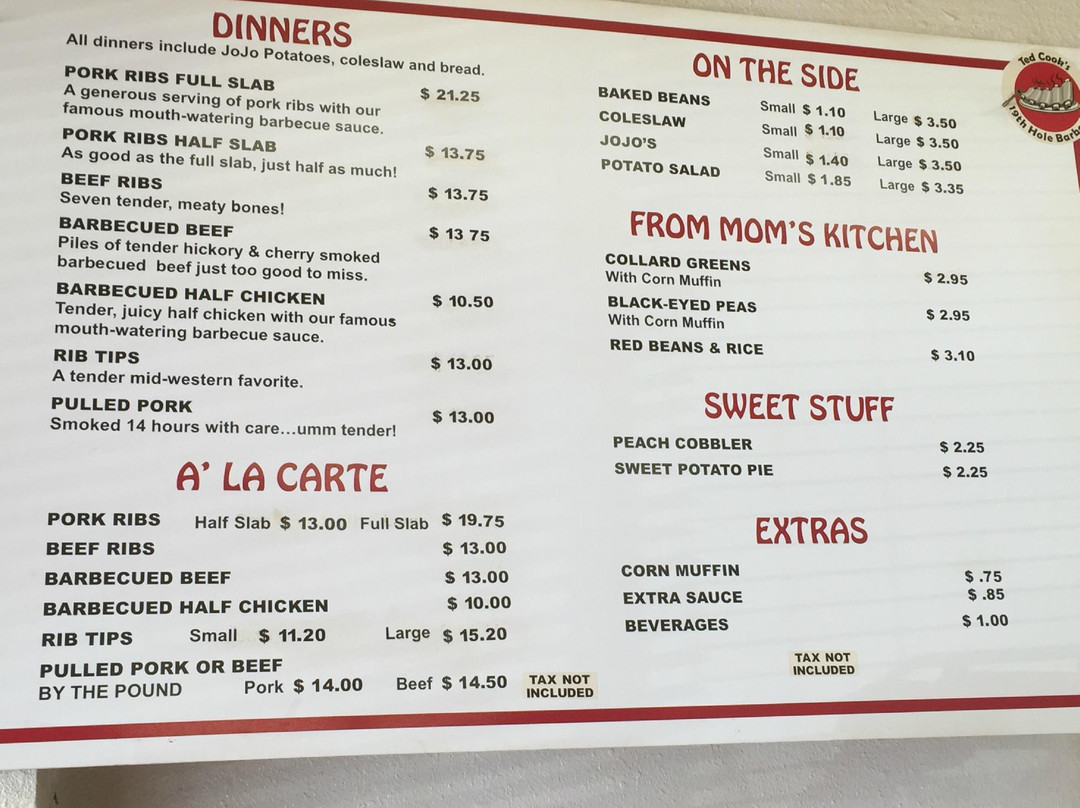 DINNERS
All dinners include JoJo Potatoes, coleslaw and bread.
PORK RIBS FULL SLAB $ 21.25
A generous serving of pork ribs with our
famous mouth-watering barbecue sauce.
PORK RIBS HALF SLAB $ 13.75
As good as the full slab, just half as much!
BEEF RIBS $ 13.75
Seven tender, meaty bones!
BARBECUED BEEF $ 13 75
Piles of tender hickory & cherry smoked
barbecued beef just too good to miss.
BARBECUED HALF CHICKEN $ 10.50
Tender, juicy half chicken with our famous
mouth-watering barbecue sauce.
RIB TIPS $ 13.00
A tender mid-western favorite.
PULLED PORK $ 13.00
Smoked 14 hours with care...umm tender!
A' LA CARTE
PORK RIBS Half Slab $ 13.00 Full Slab $ 19.75
BEEF RIBS $ 13.00
BARBECUED BEEF $ 13.00
BARBECUED HALF CHICKEN $ 10.00
RIB TIPS Small $ 11.20 Large $ 15.20
PULLED PORK OR BEEF
BY THE POUND Pork $ 14.00 Beef $ 14.50
TAX NOT
INCLUDED
ON THE SIDE
BAKED BEANS Small $ 1.10 Large $ 3.50
COLESLAW Small $ 1.10 Large $ 3.50
JOJO'S Small $ 1.40 Large $ 3.50
POTATO SALAD Small $ 1.85 Large $ 3.35
FROM MOM'S KITCHEN
COLLARD GREENS $ 2.95
With Corn Muffin
BLACK-EYED PEAS $ 2.95
With Corn Muffin
RED BEANS & RICE $ 3.10
SWEET STUFF
PEACH COBBLER $ 2.25
SWEET POTATO PIE $ 2.25
EXTRAS
CORN MUFFIN $ .75
EXTRA SAUCE $ .85
BEVERAGES $ 1.00
TAX NOT
INCLUDED
Ted Cook's
19th Hole